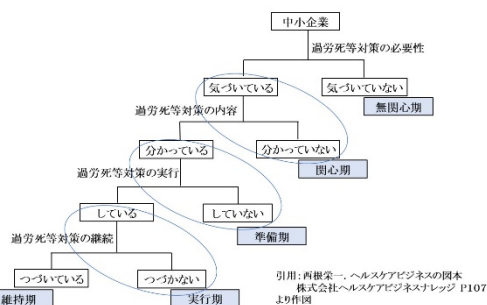 中小企業
過労死等対策の必要性
気づいている
気づいていない
無関心期
過労死等対策の内容
分かっている
分かっていない
関心期
過労死等対策の実行
している
していない
準備期
過労死等対策の継続
つづいている
つづかない
維持期
実行期
引用：西根栄一、ヘルスケアビジネスの図本
株式会社ヘルスケアビジネスナレッジ P107
より作図